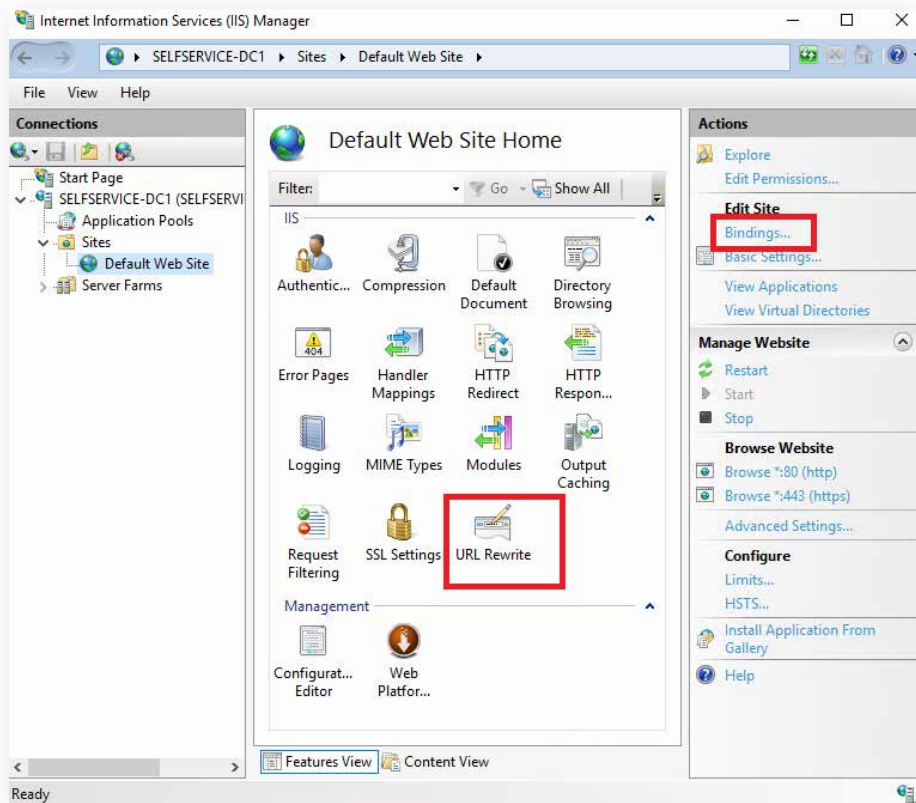 Internet Information Services (IIS) Manager
SELFSERVICE-DC1 Sites Default Web Site
File View Help
Connections
Start Page
SELFSERVICE-DC1 (SELFSERVI
Application Pools
Sites
Default Web Site
Server Farms
Default Web Site Home
Filter: Go Show All
IIS
Authentic... Compression Default Document Directory Browsing
Error Pages Handler Mappings HTTP Redirect HTTP Respon...
Logging MIME Types Modules Output Caching
Request Filtering SSL Settings URL Rewrite
Management
Configurat... Editor Web Platfor...
Features View Content View
Actions
Explore
Edit Permissions...
Edit Site
Bindings...
Basic Settings...
View Applications
View Virtual Directories
Manage Website
Restart
Start
Stop
Browse Website
Browse *:80 (http)
Browse *:443 (https)
Advanced Settings...
Configure
Limits...
HSTS...
Install Application From
Gallery
Help
Ready